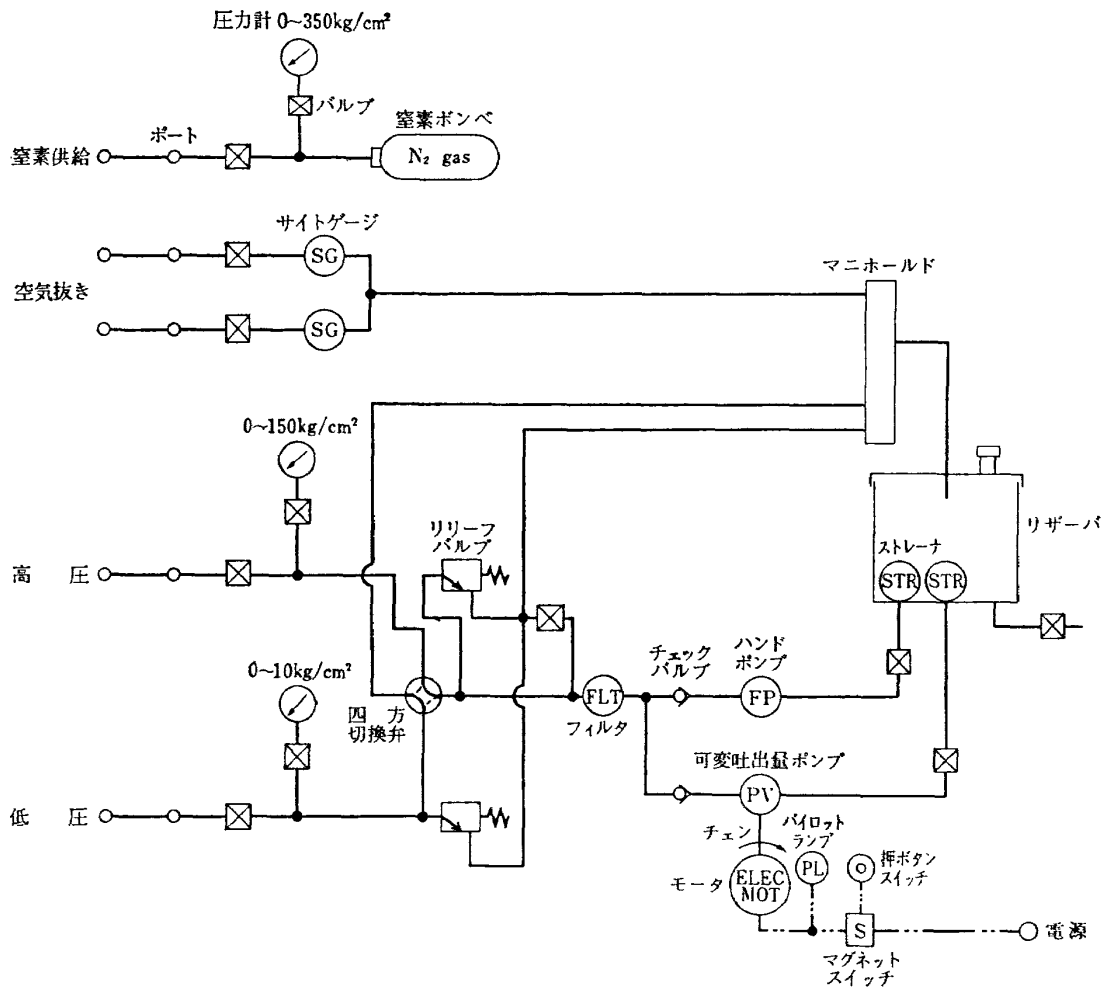 圧力計 0~350kg/cm²
バルブ
窒素ボンベ
ポート
窒素供給
N₂ gas
サイトゲージ
SG
空気抜き
SG
マニホールド
0~150kg/cm²
リリーフ
バルブ
リザーバ
ストレーナ
STR
STR
高 圧
チェック
バルブ
ハンド
ポンプ
0~10kg/cm²
FLT
FP
四 方
切換弁
フィルタ
可変吐出量ポンプ
PV
低 圧
チェン
パイロット
ランプ
押ボタン
スイッチ
モータ
ELEC
MOT
PL
S
電源
マグネット
スイッチ